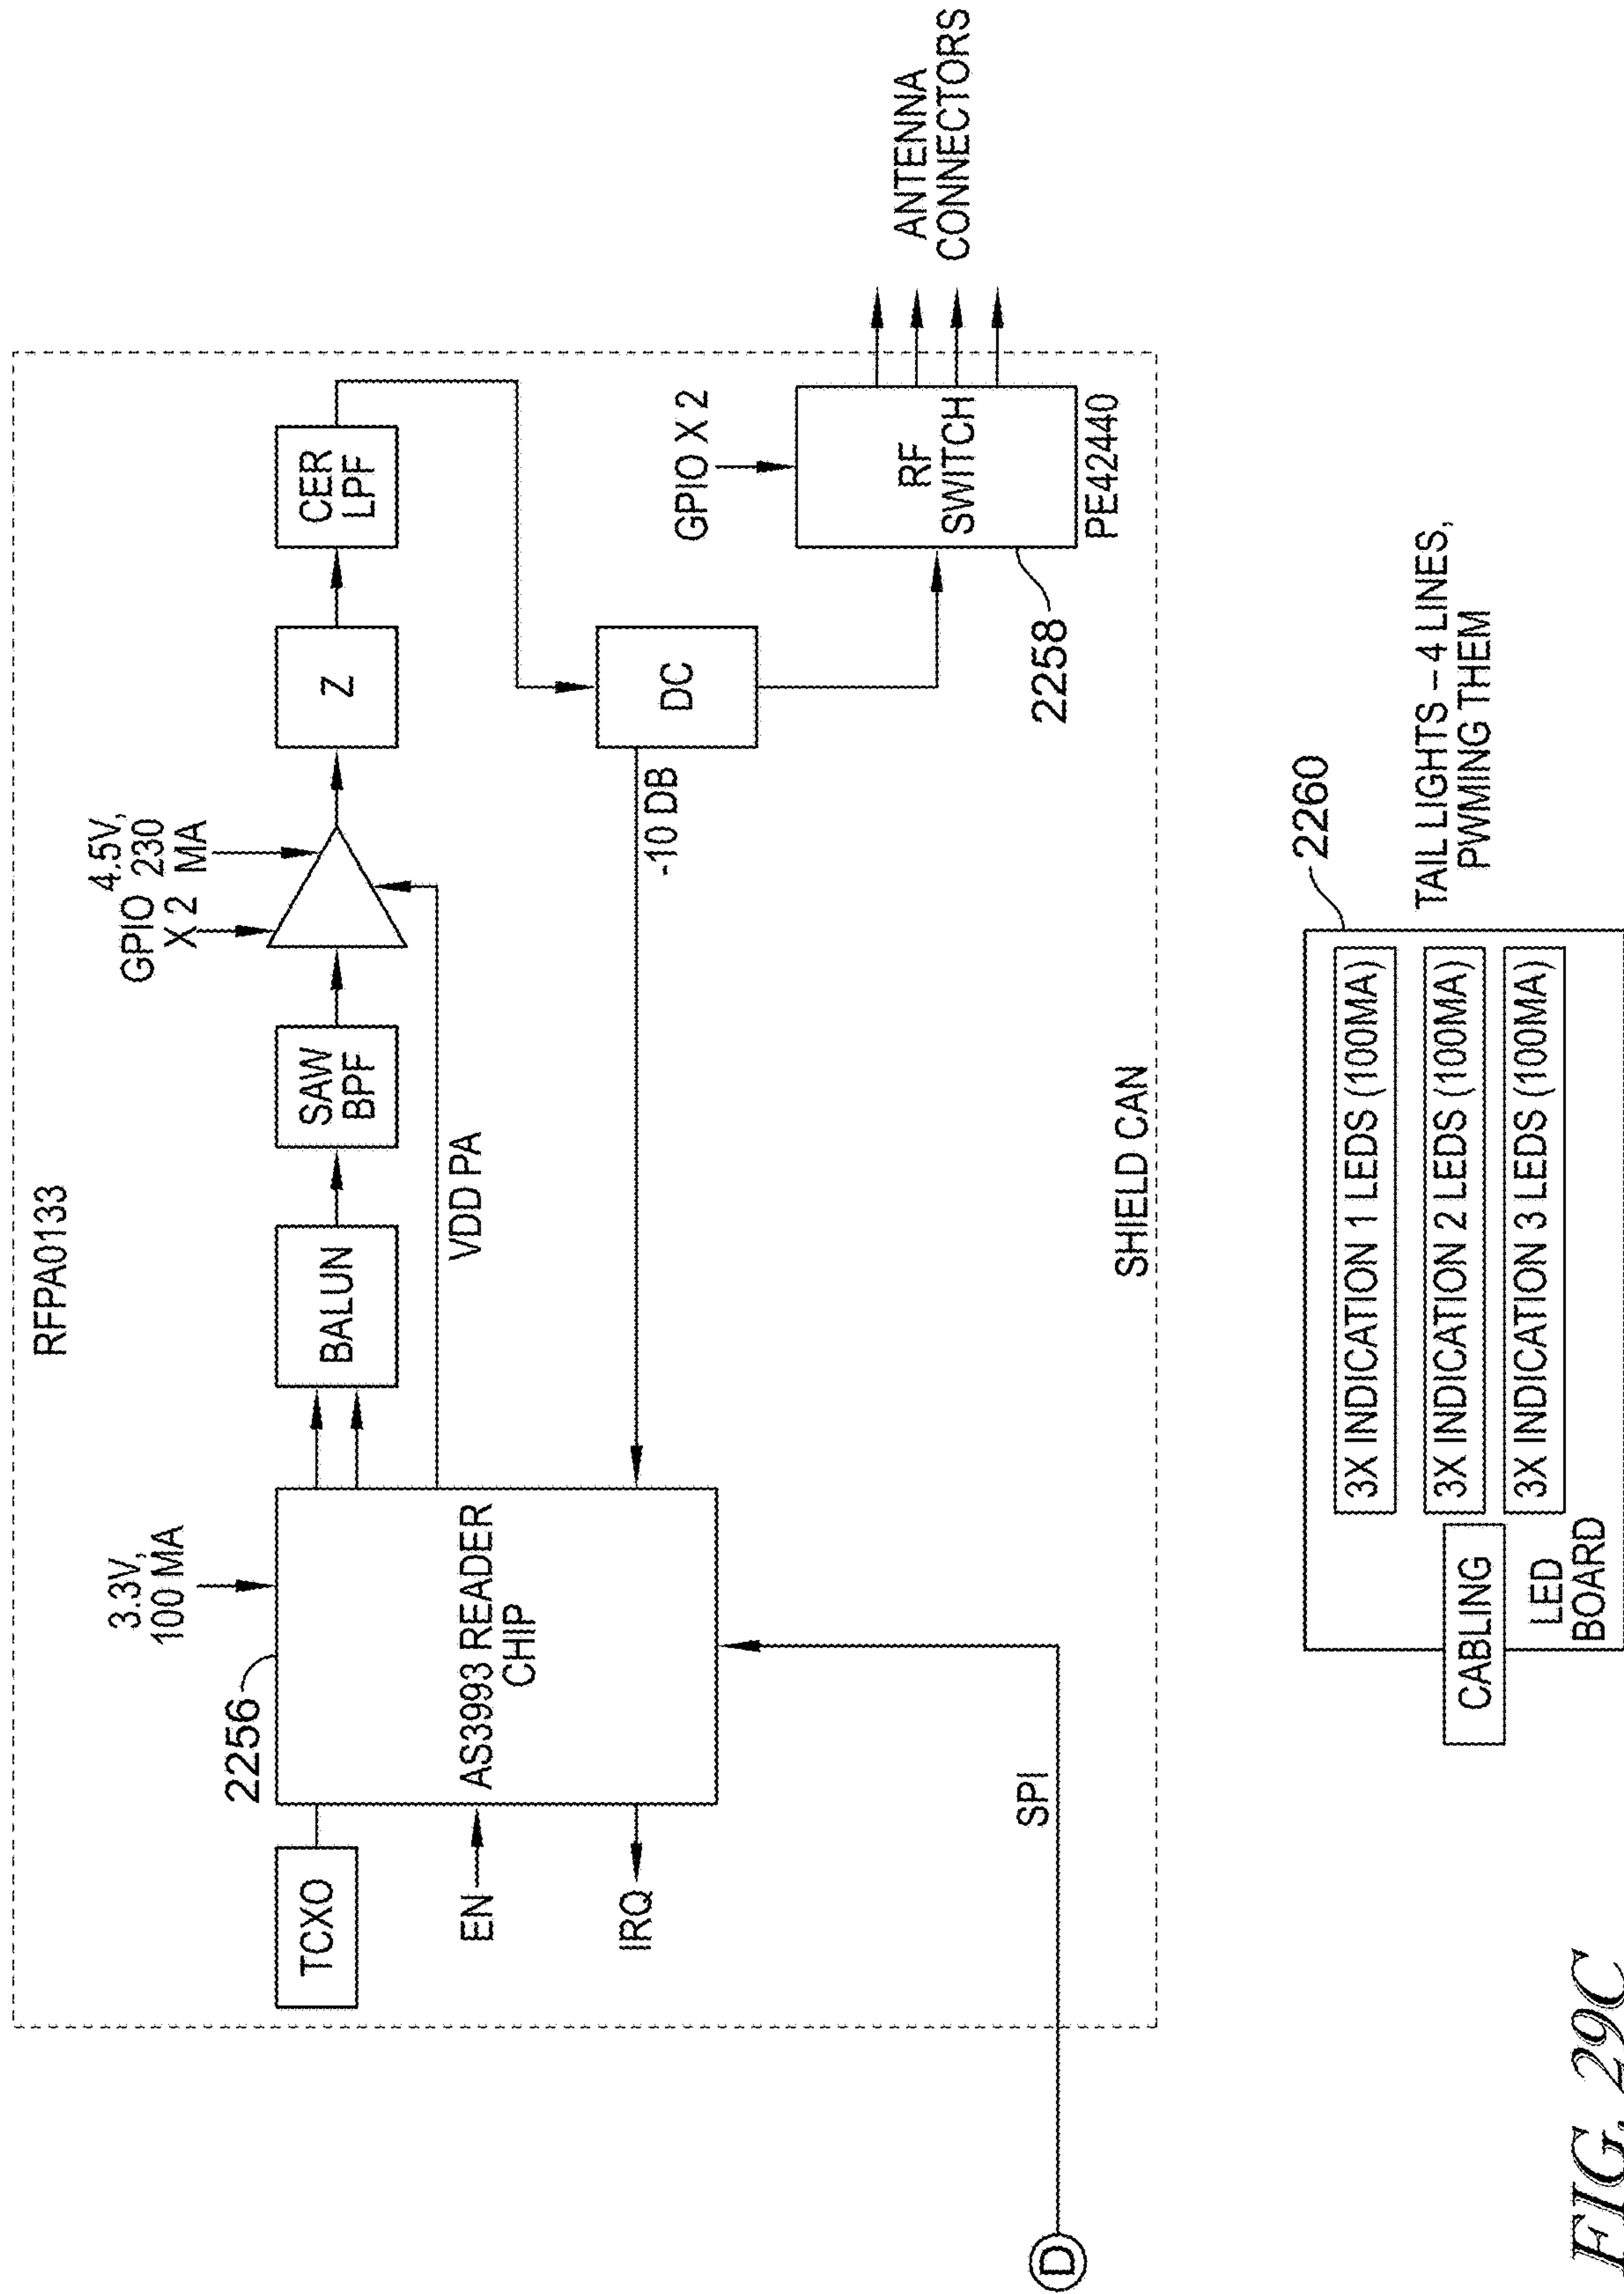 RFPA0133
3.3V,
100 MA
2256
TCXO
EN
IRQ
AS3993 READER
CHIP
BALUN
SAW
BPF
GPIO
X 2
4.5V,
230
MA
Z
CER
LPF
VDD PA
-10 DB
DC
GPIO X 2
RF
SWITCH
PE42440
2258
ANTENNA
CONNECTORS
SPI
SHIELD CAN
D
2260
3X INDICATION 1 LEDS (100MA)
3X INDICATION 2 LEDS (100MA)
3X INDICATION 3 LEDS (100MA)
CABLING
LED
BOARD
TAIL LIGHTS – 4 LINES,
PWMING THEM
FIG. 29C